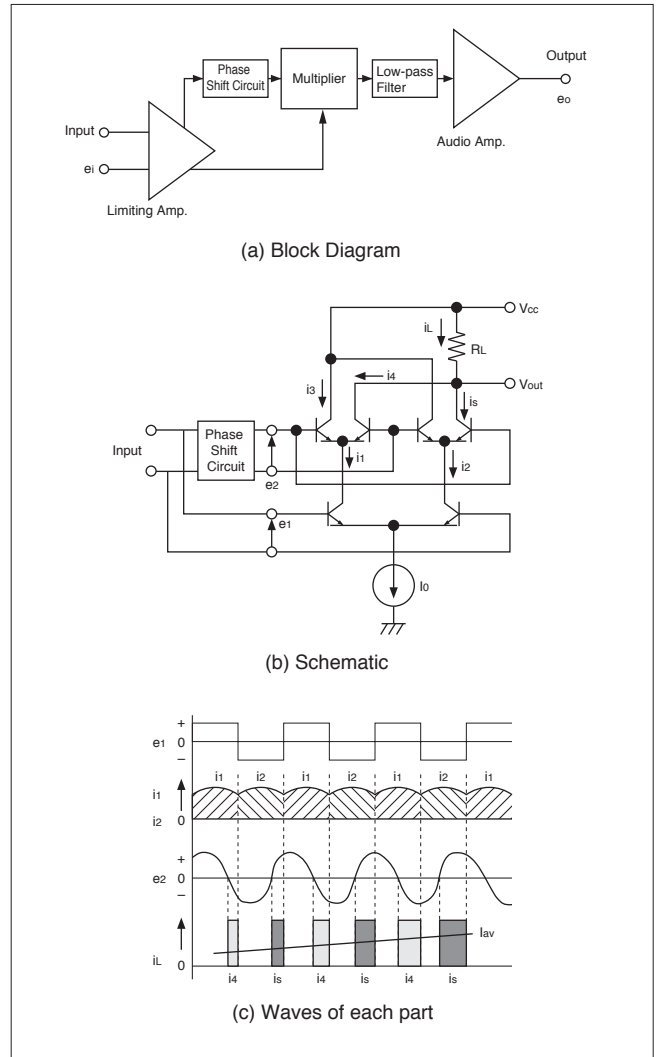 Phase
Shift Circuit
Multiplier
Low-pass
Filter
Output
eo
Input
ei
Audio Amp.
Limiting Amp.
(a) Block Diagram
Vcc
iL
RL
i3
i4
Vout
is
Input
Phase
Shift
Circuit
e2
i1
i2
e1
I0
(b) Schematic
+
e1 0
−
i1 i2 i1 i2 i1 i2 i1
i1
i2 0
+
e2 0
−
Iav
iL 0
i4 is i4 is i4 is
(c) Waves of each part